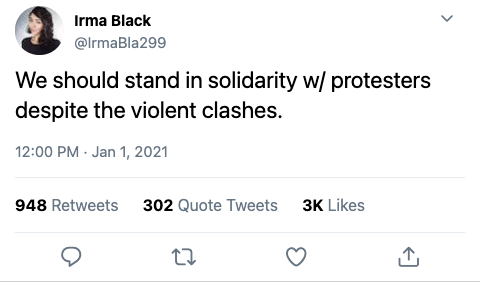 Irma Black
@IrmaBla299
We should stand in solidarity w/ protesters
despite the violent clashes.
12:00 PM · Jan 1, 2021
948 Retweets 302 Quote Tweets 3K Likes